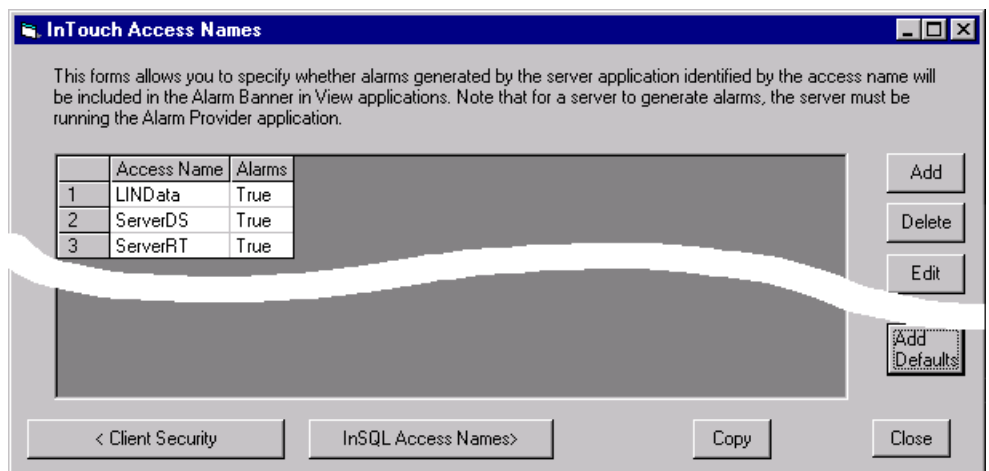 InTouch Access Names
This forms allows you to specify whether alarms generated by the server application identified by the access name will
be included in the Alarm Banner in View applications. Note that for a server to generate alarms, the server must be
running the Alarm Provider application.
Access Name Alarms
1 LINData True
2 ServerDS True
3 ServerRT True
Add
Delete
Edit
Add
Defaults
< Client Security
InSQL Access Names>
Copy
Close